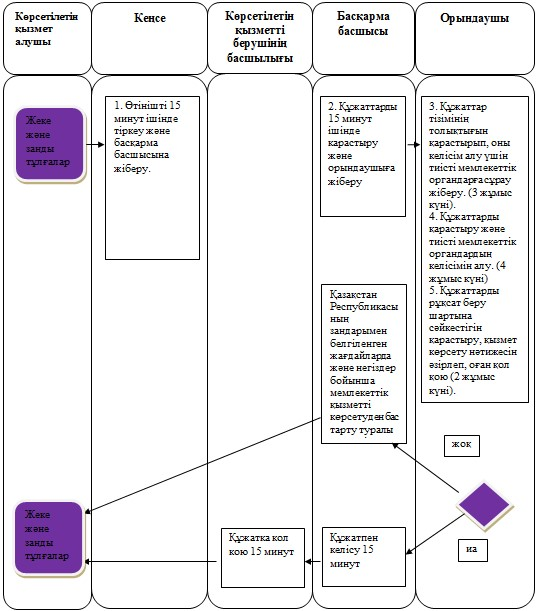 Көрсетілетін
қызмет
алушы
Кеңсе
Көрсетілетін
қызметті
берушінің
басшылығы
Басқарма
басшысы
Орындаушы
Жеке
және
занды
тұлғалар
1. Өтінішті 15
минут ішінде
тіркеу және
басқарма
басшысына
жіберу.
2. Құжаттарды
15 минут
ішінде
қарастыру
және
орындаушыға
жіберу
3. Құжаттар
тізімінің
толықтығын
қарастырып, оны
келісім алу үшін
тиісті мемлекеттік
органдарға сұрау
жіберу. (3 жұмыс
күні).
4. Құжаттарды
қарастыру және
тиісті мемлекеттік
органдардың
келісімін алу. (4
жұмыс күні)
5. Құжаттарды
рұқсат беру
шартына
сәйкестігін
қарастыру, қызмет
көрсету нәтижесін
әзірлеп, оған қол
қою (2 жұмыс
күні).
Қазақстан
Республикасы
ның
заңдарымен
белгіленген
жағдайларда
және негіздер
бойынша
мемлекеттік
қызметті
көрсетуден бас
тарту туралы
жоқ
Жеке
және
занды
тұлғалар
Құжатқа қол
қою 15 минут
Құжатпен
келісу 15
минут
иа